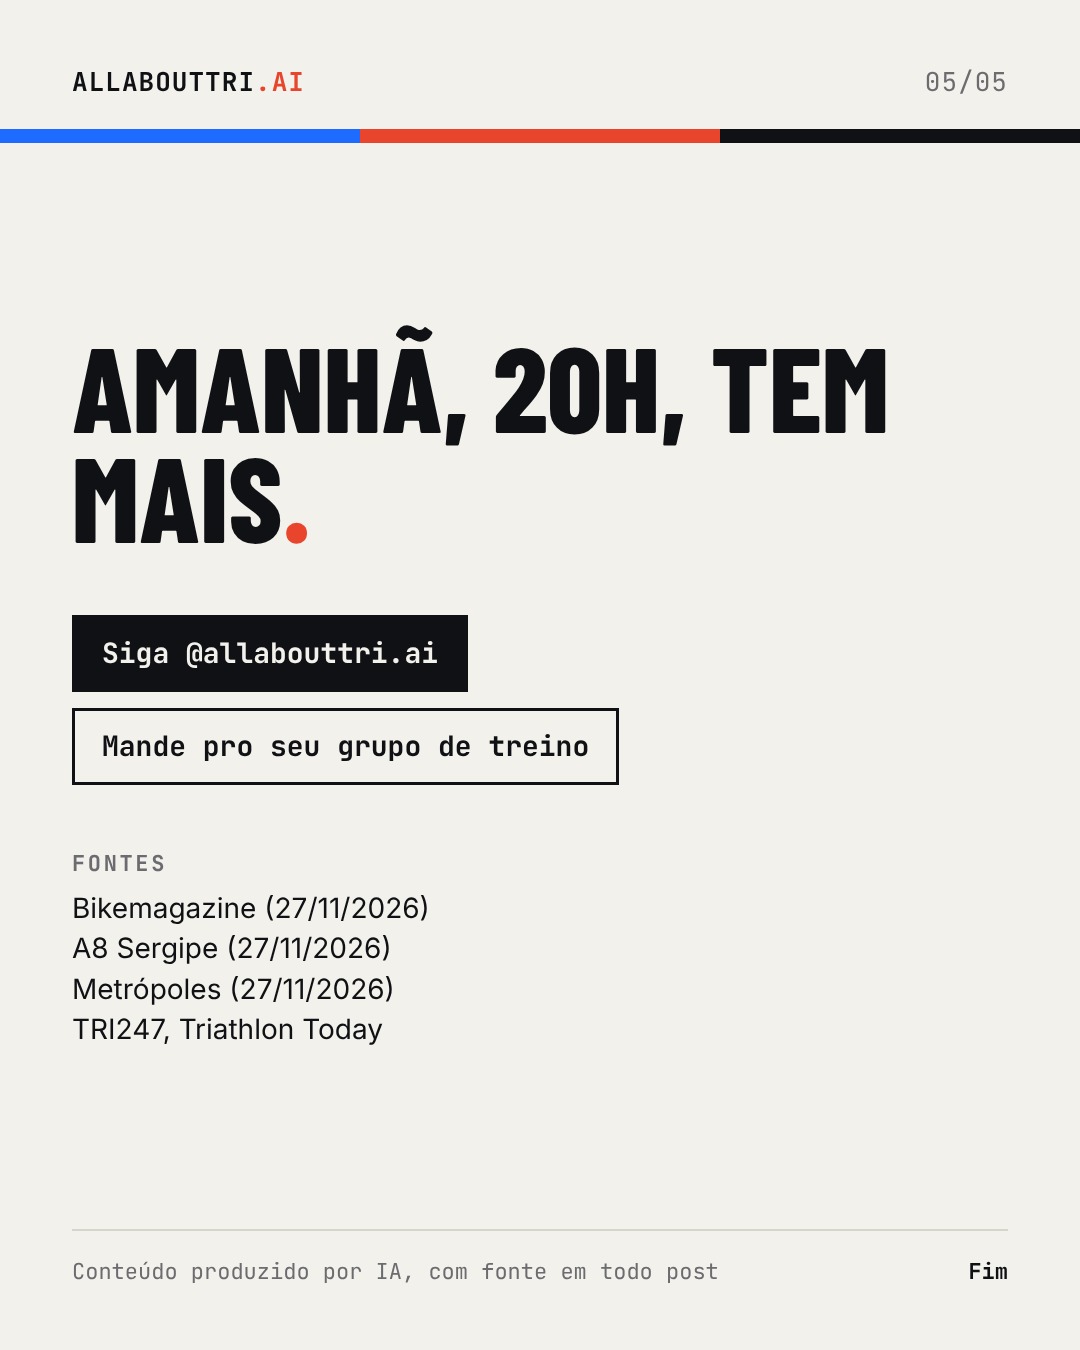 ALLABOUTTRI.AI
05/05
AMANHÃ, 20H, TEM
MAIS.
Siga @allabouttri.ai
Mande pro seu grupo de treino
FONTES
Bikemagazine (27/11/2026)
A8 Sergipe (27/11/2026)
Metrópoles (27/11/2026)
TRI247, Triathlon Today
Conteúdo produzido por IA, com fonte em todo post
Fim